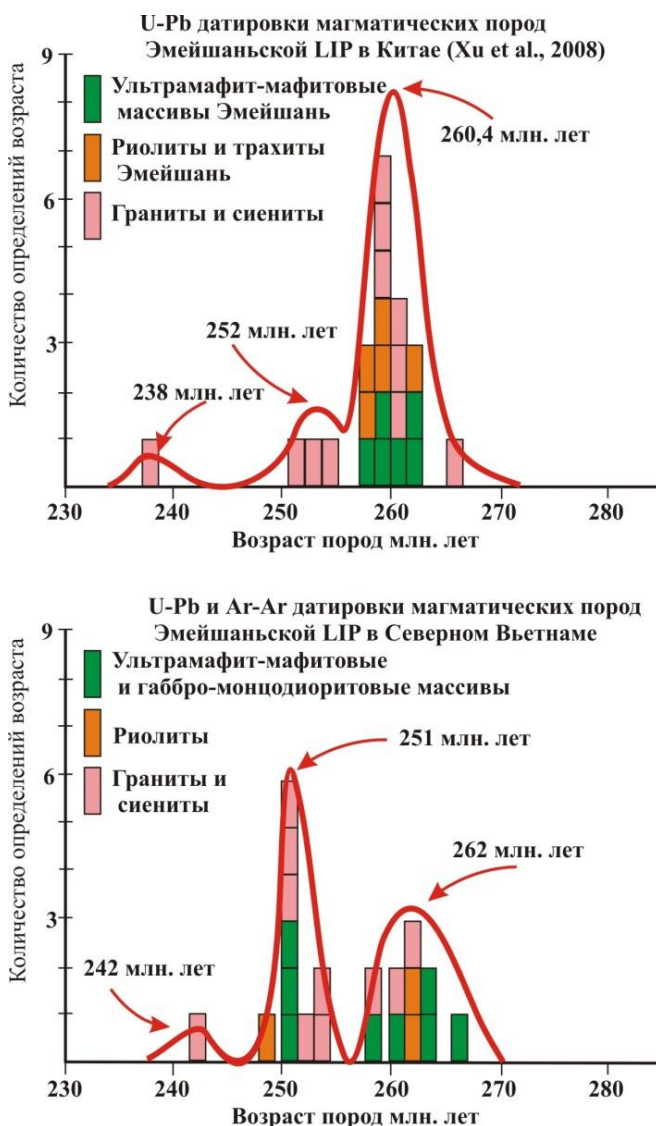 U-Pb датировки магматических пород
Эмейшаньской LIP в Китае (Xu et al., 2008)
Количество определений возраста
9
6
3
Ультрамафит-мафитовые
массивы Эмейшань
Риолиты и трахиты
Эмейшань
Граниты и сиениты
260,4 млн. лет
252 млн. лет
238 млн. лет
230
240
250
260
270
280
Возраст пород млн. лет
U-Pb и Ar-Ar датировки магматических пород
Эмейшаньской LIP в Северном Вьетнаме
Количество определений возраста
9
6
3
Ультрамафит-мафитовые
и габбро-монцодиоритовые массивы
Риолиты
Граниты и
сиениты
251 млн. лет
262 млн. лет
242 млн. лет
230
240
250
260
270
280
Возраст пород млн. лет